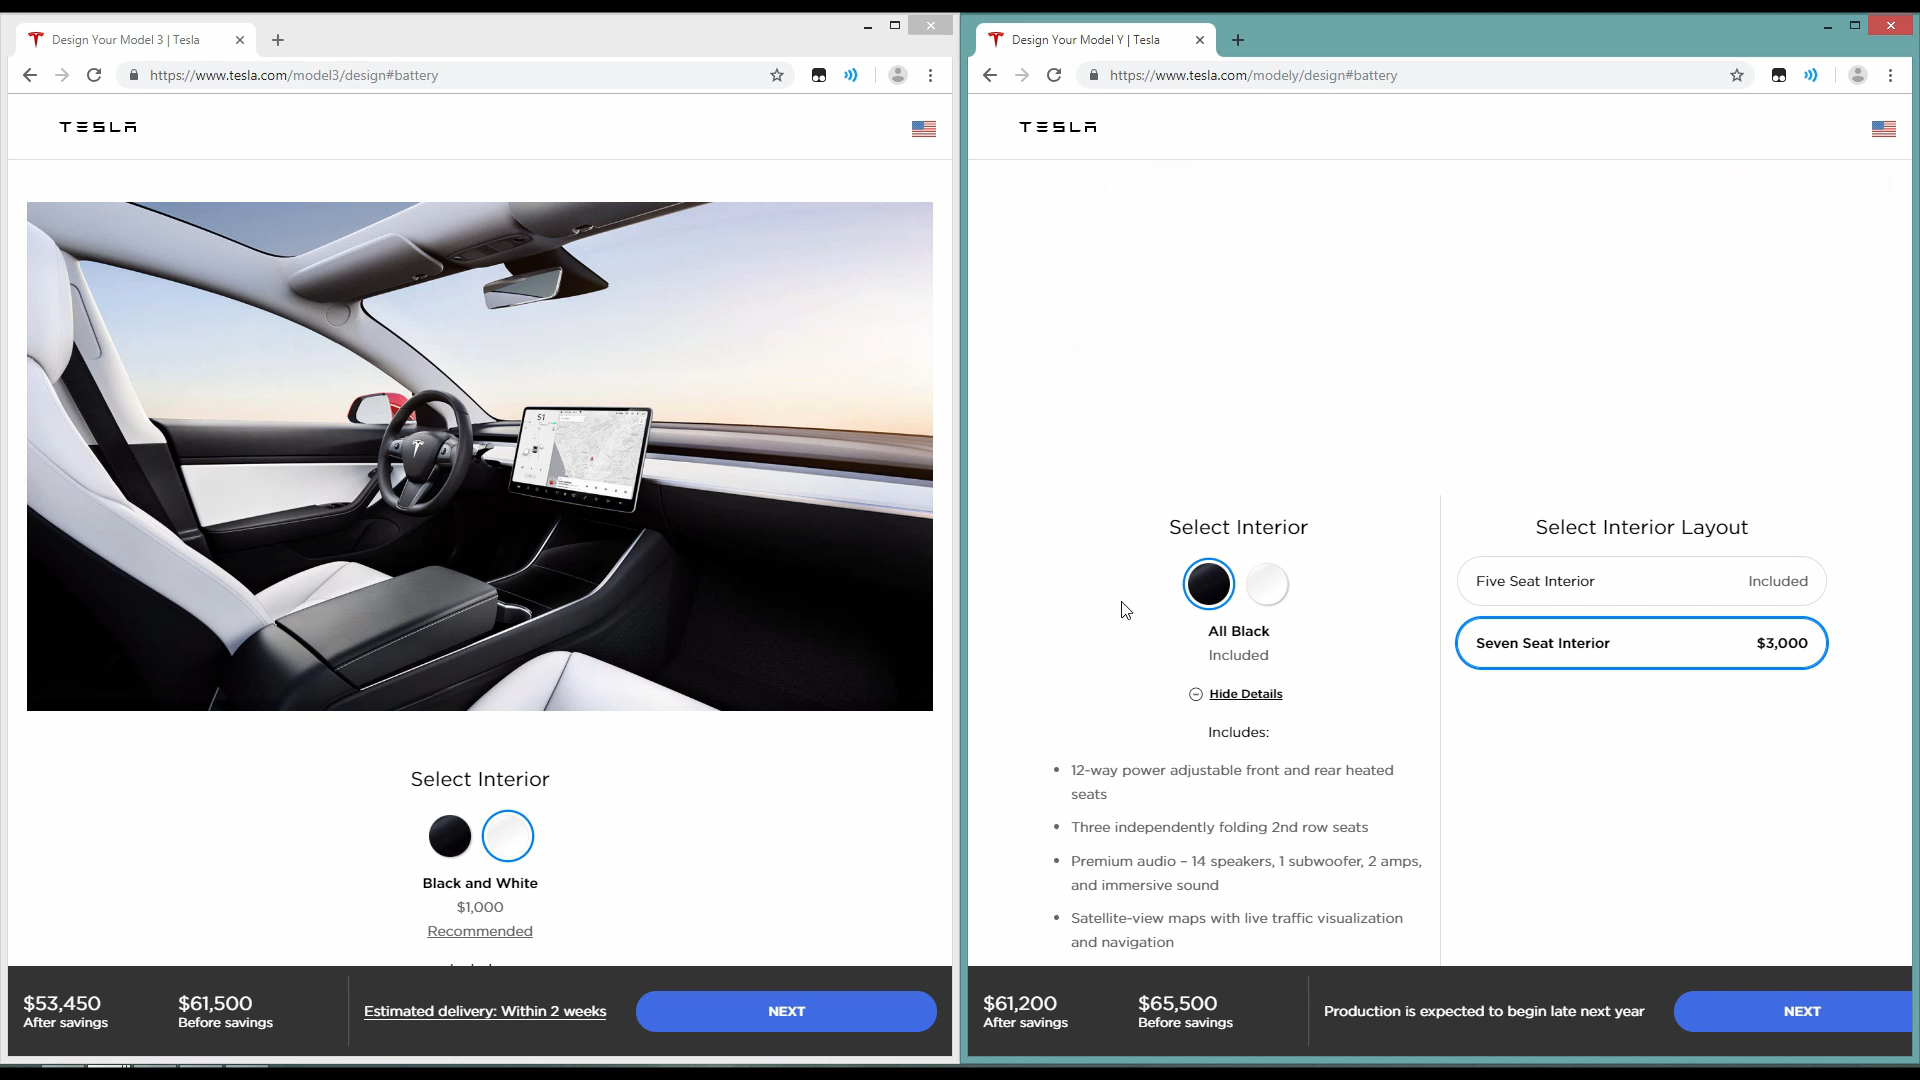 Design Your Model 3 | Tesla
https://www.tesla.com/model3/design#battery
TESLA
51
Select Interior
Black and White
$1,000
Recommended
$53,450
After savings
$61,500
Before savings
Estimated delivery: Within 2 weeks
NEXT
Design Your Model Y | Tesla
https://www.tesla.com/modely/design#battery
TESLA
Select Interior
All Black
Included
Hide Details
Includes:
• 12-way power adjustable front and rear heated
seats
• Three independently folding 2nd row seats
• Premium audio – 14 speakers, 1 subwoofer, 2 amps,
and immersive sound
• Satellite-view maps with live traffic visualization
and navigation
Select Interior Layout
Five Seat Interior Included
Seven Seat Interior $3,000
$61,200
After savings
$65,500
Before savings
Production is expected to begin late next year
NEXT